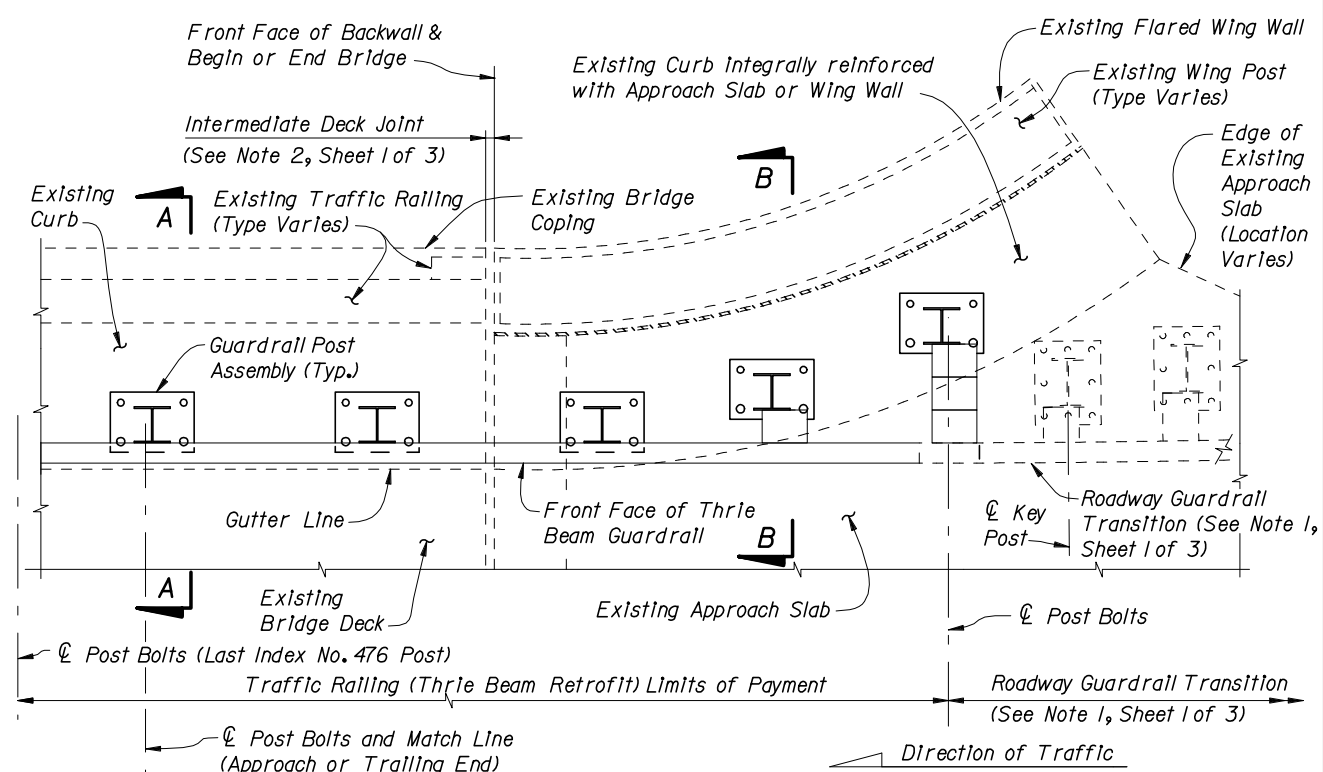 Front Face of Backwall &
Begin or End Bridge
Existing Flared Wing Wall
Existing Curb integrally reinforced
with Approach Slab or Wing Wall
Existing Wing Post
(Type Varies)
Intermediate Deck Joint
(See Note 2, Sheet 1 of 3)
Edge of
Existing
Approach
Slab
(Location
Varies)
Existing
Curb
A
Existing Traffic Railing
(Type Varies)
Existing Bridge
Coping
B
Guardrail Post
Assembly (Typ.)
Gutter Line
Front Face of Thrie
Beam Guardrail
B
℄ Key
Post
Roadway Guardrail
Transition (See Note 1,
Sheet 1 of 3)
A
Existing
Bridge Deck
Existing Approach Slab
℄ Post Bolts
℄ Post Bolts (Last Index No. 476 Post)
Traffic Railing (Thrie Beam Retrofit) Limits of Payment
Roadway Guardrail Transition
(See Note 1, Sheet 1 of 3)
℄ Post Bolts and Match Line
(Approach or Trailing End)
Direction of Traffic